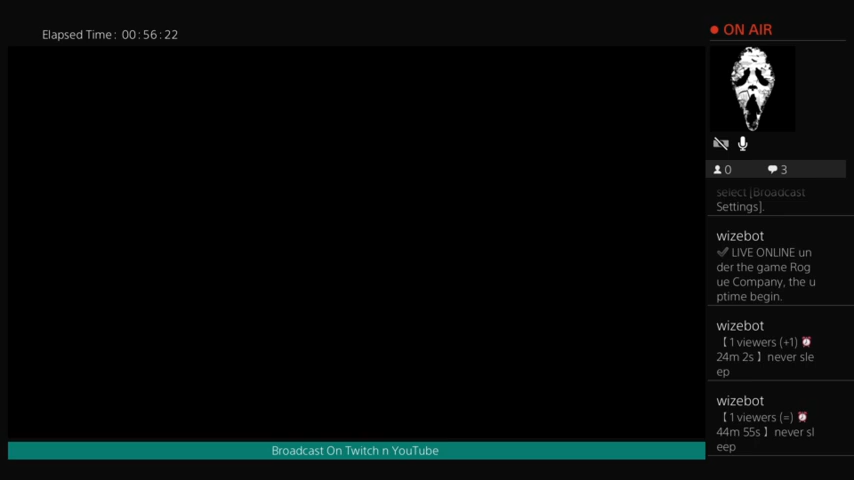 Elapsed Time: 00:56:22
ON AIR
0 3
select [Broadcast
Settings].
wizebot
✔ LIVE ONLINE un
der the game Rog
ue Company, the u
ptime begin.
wizebot
【 1 viewers (+1) ⏰
24m 2s 】 never sle
ep
wizebot
【 1 viewers (=) ⏰
44m 55s 】 never sl
eep
Broadcast On Twitch n YouTube